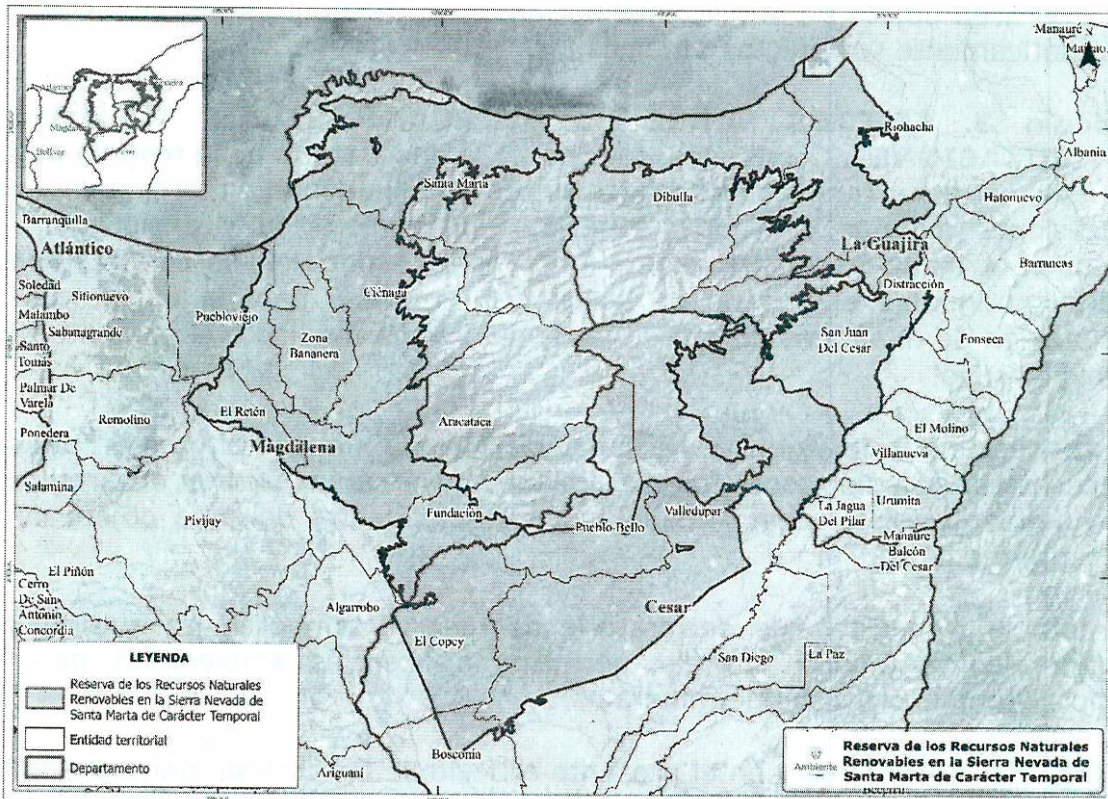 Manaure
Maicao
Riohacha
Albania
Santa Marta
Dibulla
Hatonuevo
Barranquilla
Atlántico
La Guajira
Barrancas
Soledad
Sitionuevo
Ciénaga
Distracción
Malambo
Puebloviejo
Sabanagrande
Zona
Bananera
San Juan
Del Cesar
Fonseca
Santo
Tomás
Palmar De
Varela
El Retén
Remolino
Aracataca
El Molino
Ponedera
Magdalena
Villanueva
Salamina
Fundación
Valledupar
La Jagua
Del Pilar
Urumita
Pivijay
Pueblo Bello
Manaure
Balcón
Del Cesar
El Piñón
Cerro
De San
Antonio
Concordia
Algarrobo
Cesar
El Copey
San Diego
La Paz
Bosconia
Ariguaní
Becerril
LEYENDA
Reserva de los Recursos Naturales
Renovables en la Sierra Nevada de
Santa Marta de Carácter Temporal
Entidad territorial
Departamento
Ambiente
Reserva de los Recursos Naturales
Renovables en la Sierra Nevada de
Santa Marta de Carácter Temporal